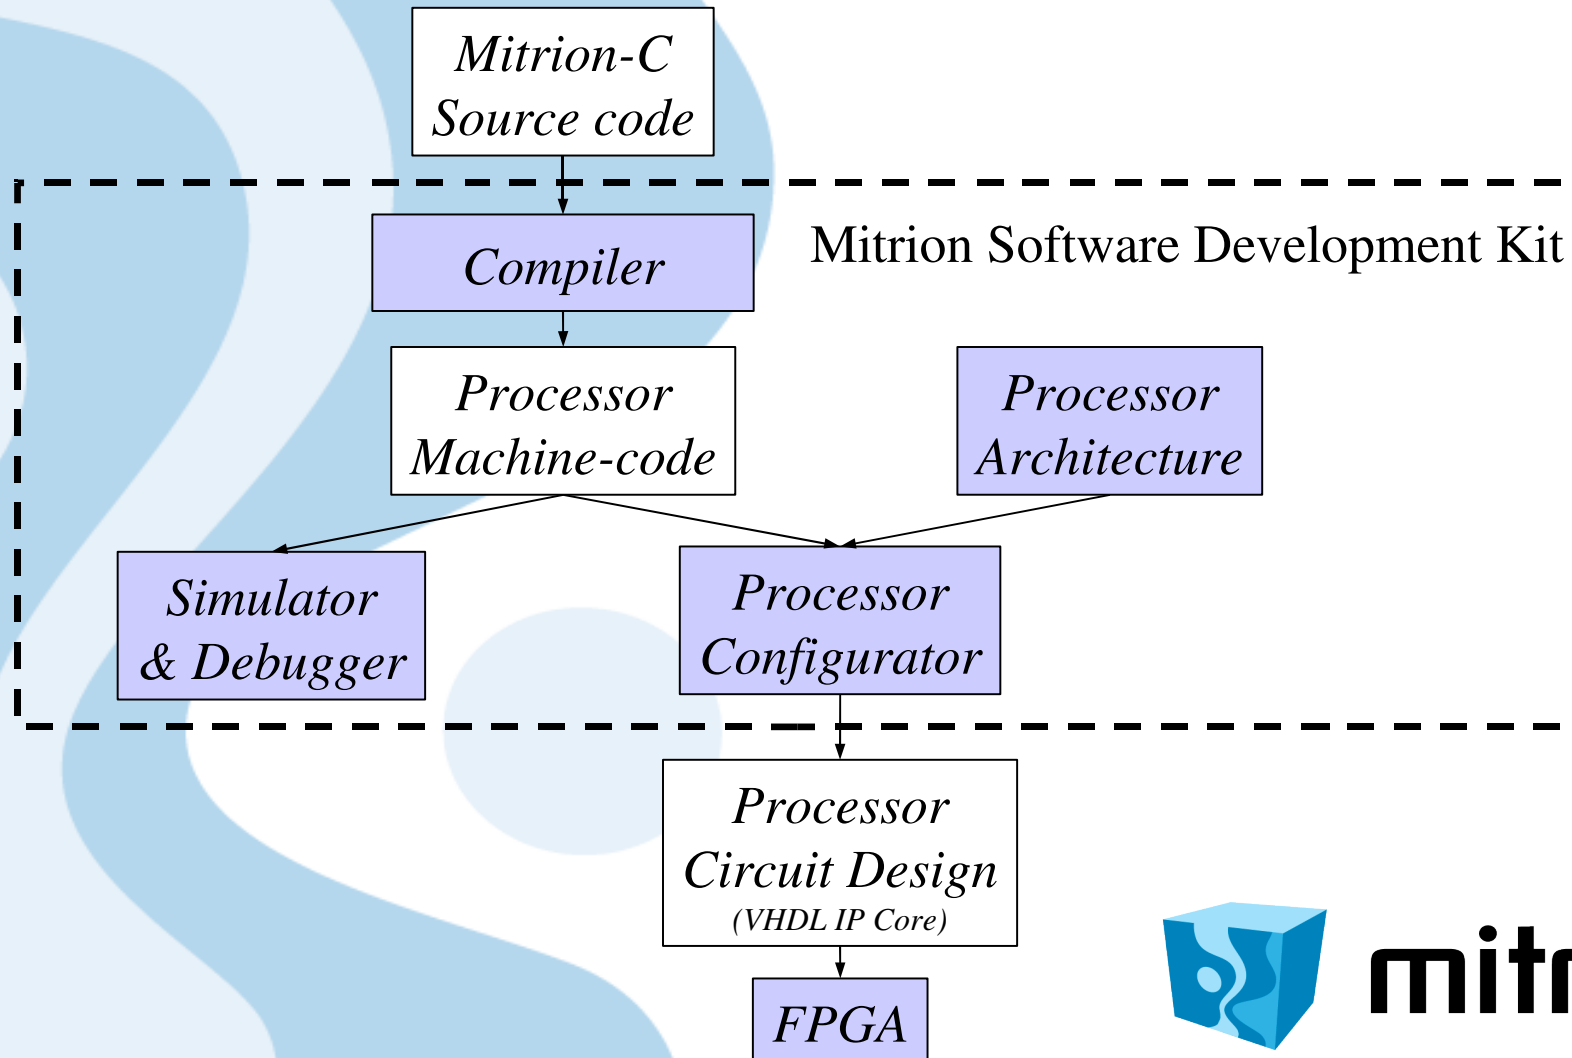 Mitrion-C
Source code
Mitrion Software Development Kit
Compiler
Processor
Machine-code
Processor
Architecture
Simulator
& Debugger
Processor
Configurator
Processor
Circuit Design
(VHDL IP Core)
FPGA